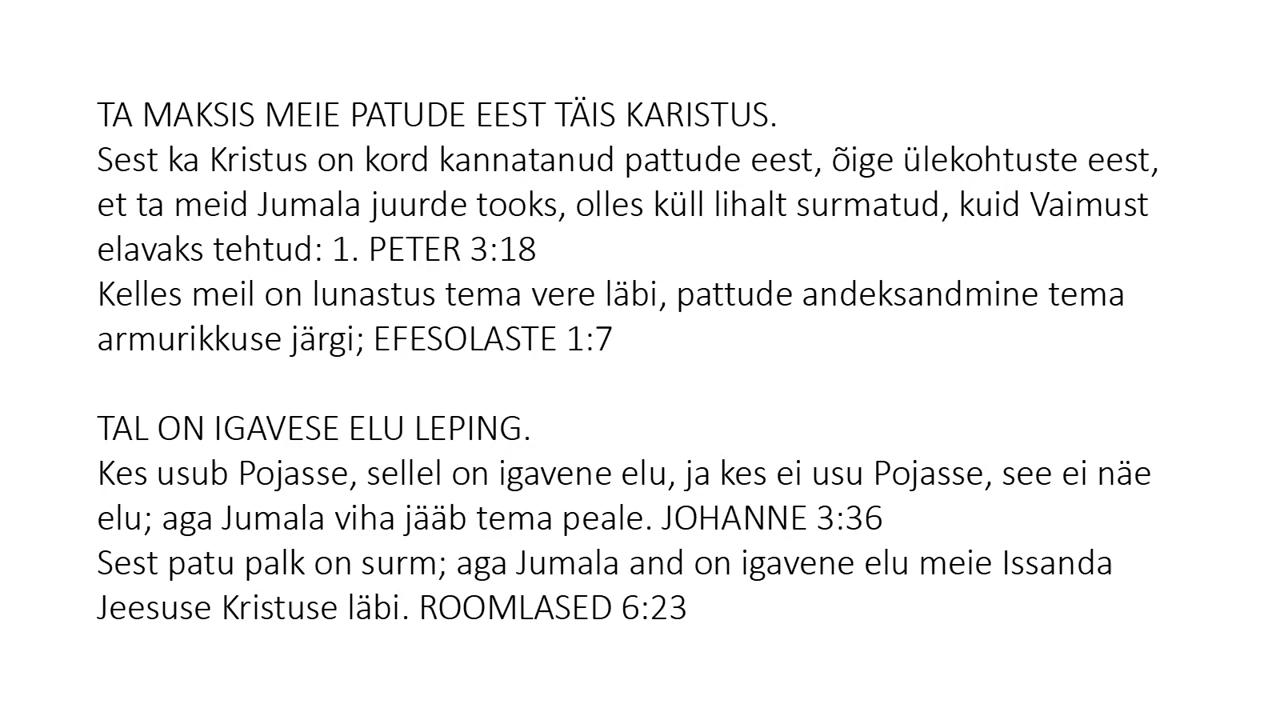 TA MAKSIS MEIE PATUDE EEST TÄIS KARISTUS.
Sest ka Kristus on kord kannatanud pattude eest, õige ülekohtuste eest,
et ta meid Jumala juurde tooks, olles küll lihalt surmatud, kuid Vaimust
elavaks tehtud: 1. PETER 3:18
Kelles meil on lunastus tema vere läbi, pattude andeksandmine tema
armurikkuse järgi; EFESOLASTE 1:7

TAL ON IGAVESE ELU LEPING.
Kes usub Pojasse, sellel on igavene elu, ja kes ei usu Pojasse, see ei näe
elu; aga Jumala viha jääb tema peale. JOHANNE 3:36
Sest patu palk on surm; aga Jumala and on igavene elu meie Issanda
Jeesuse Kristuse läbi. ROOMLASED 6:23